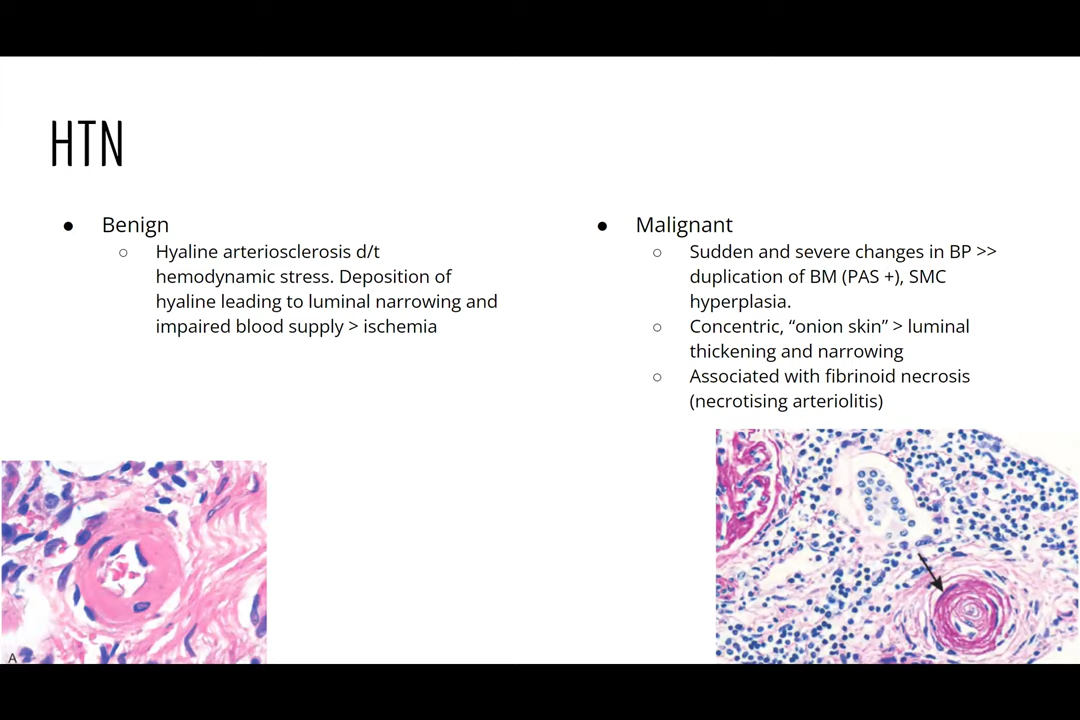 HTN
● Benign
○ Hyaline arteriosclerosis d/t
hemodynamic stress. Deposition of
hyaline leading to luminal narrowing and
impaired blood supply > ischemia
● Malignant
○ Sudden and severe changes in BP >>
duplication of BM (PAS +), SMC
hyperplasia.
○ Concentric, “onion skin” > luminal
thickening and narrowing
○ Associated with fibrinoid necrosis
(necrotising arteriolitis)
A